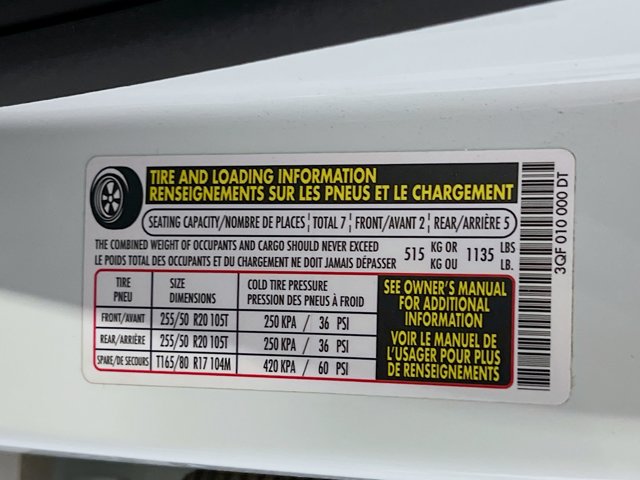 TIRE AND LOADING INFORMATION
RENSEIGNEMENTS SUR LES PNEUS ET LE CHARGEMENT
SEATING CAPACITY/NOMBRE DE PLACES | TOTAL 7 | FRONT/AVANT 2 | REAR/ARRIÈRE 5
THE COMBINED WEIGHT OF OCCUPANTS AND CARGO SHOULD NEVER EXCEED 515 KG OR 1135 LBS
LE POIDS TOTAL DES OCCUPANTS ET DU CHARGEMENT NE DOIT JAMAIS DÉPASSER KG OU LB.
TIRE SIZE COLD TIRE PRESSURE
PNEU DIMENSIONS PRESSION DES PNEUS À FROID
FRONT/AVANT 255/50 R20 105T 250 KPA / 36 PSI
REAR/ARRIÈRE 255/50 R20 105T 250 KPA / 36 PSI
SPARE/DE SECOURS T165/80 R17 104M 420 KPA / 60 PSI
SEE OWNER'S MANUAL
FOR ADDITIONAL
INFORMATION
VOIR LE MANUEL DE
L'USAGER POUR PLUS
DE RENSEIGNEMENTS
3QF 010 000 DT